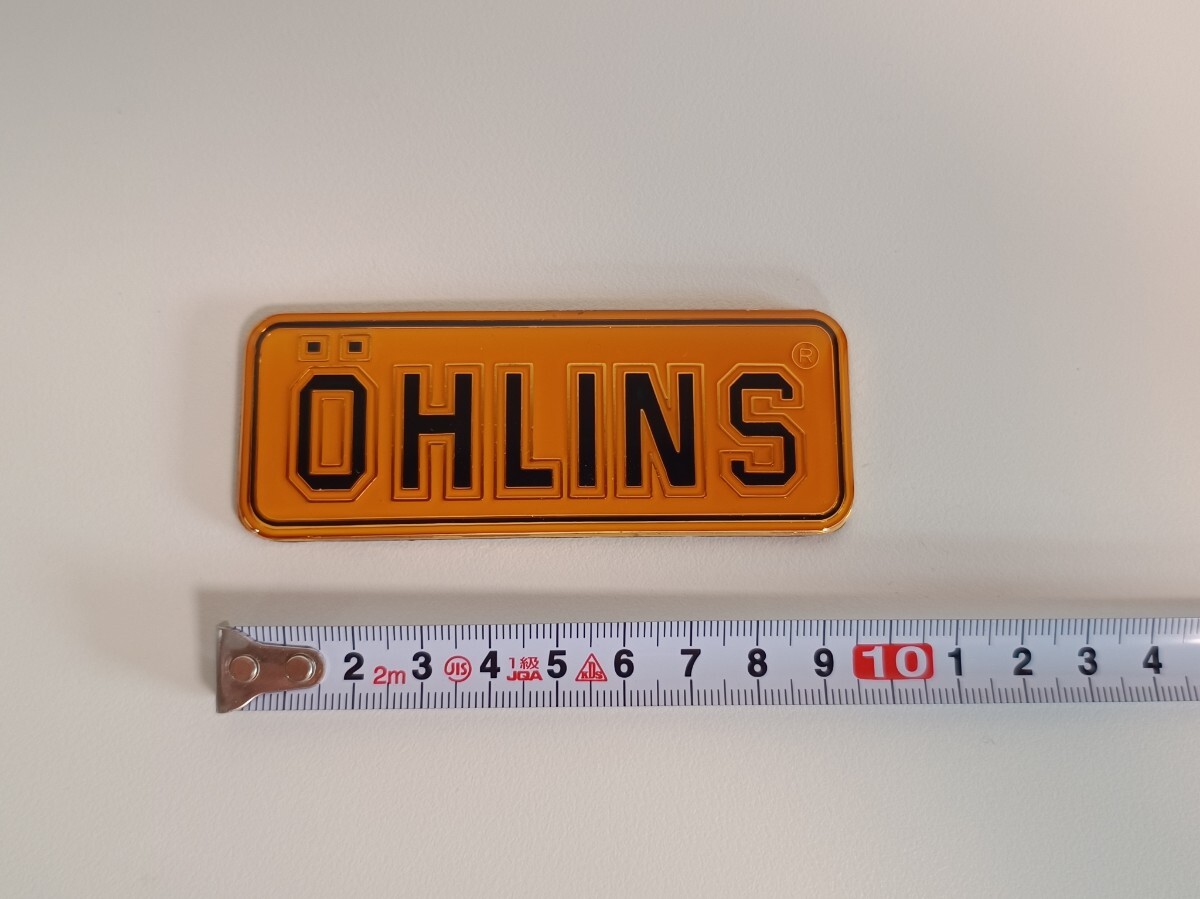 ÖHLINS ®
2 2m 3 JIS 4 1級 JQA 5 KDS 6 7 8 9 10 1 2 3 4